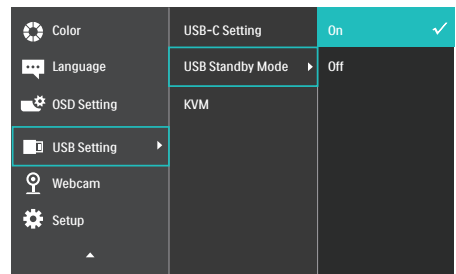 Color
Language
OSD Setting
USB Setting
Webcam
Setup
USB-C Setting
USB Standby Mode
KVM
On
Off